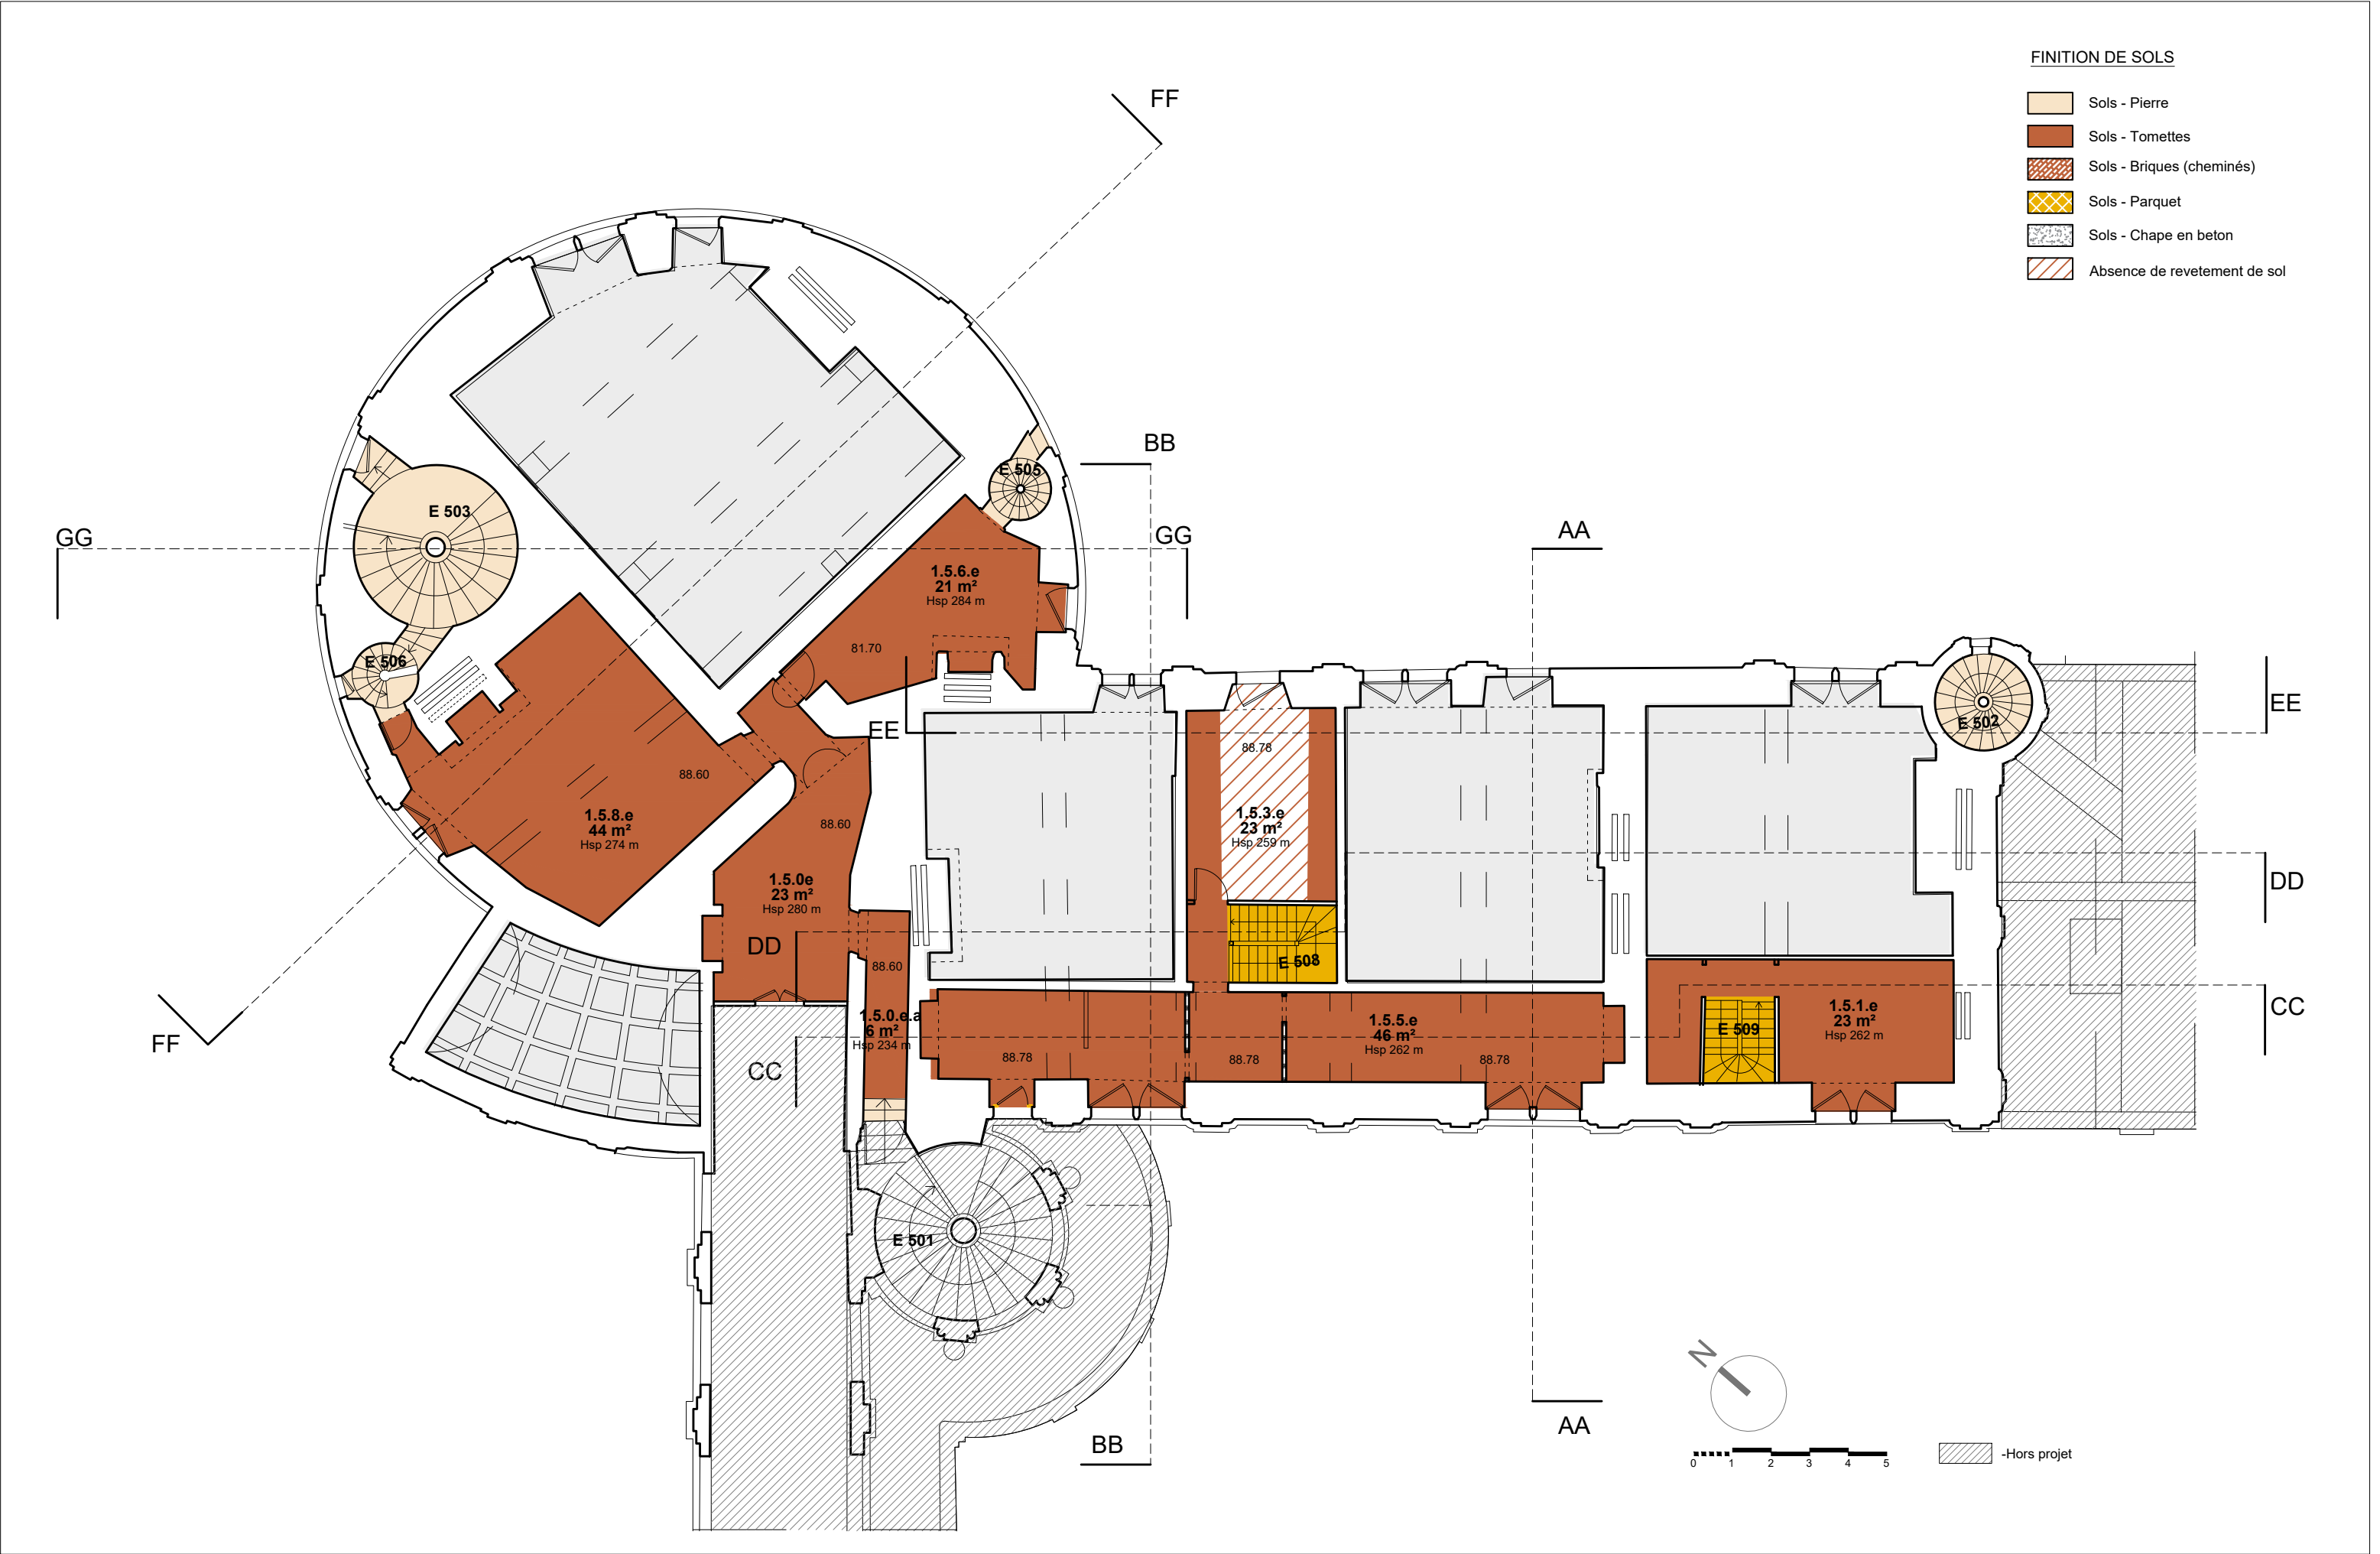 FINITION DE SOLS
Sols - Pierre
Sols - Tomettes
Sols - Briques (cheminés)
Sols - Parquet
Sols - Chape en beton
Absence de revetement de sol
FF
BB
GG
GG
AA
E 505
E 503
E 506
1.5.6.e
21 m²
Hsp 284 m
81.70
EE
EE
E 502
88.78
88.60
1.5.8.e
44 m²
Hsp 274 m
88.60
1.5.3.e
23 m²
Hsp 259 m
1.5.0e
23 m²
Hsp 280 m
DD
DD
88.60
E 508
CC
1.5.0.e.a
6 m²
Hsp 234 m
1.5.5.e
46 m²
Hsp 262 m
1.5.1.e
23 m²
Hsp 262 m
E 509
88.78
88.78
88.78
FF
CC
E 501
N
AA
BB
0 1 2 3 4 5
-Hors projet